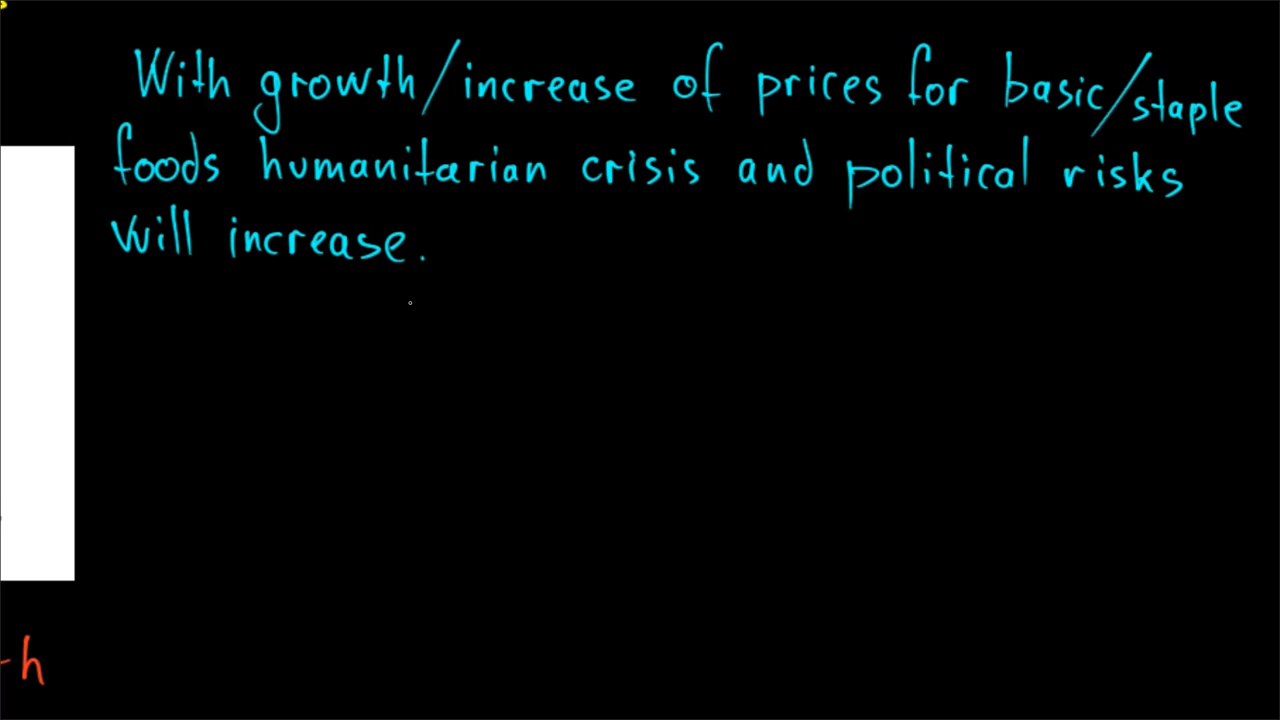 With growth/increase of prices for basic/staple
foods humanitarian crisis and political risks
will increase.
h